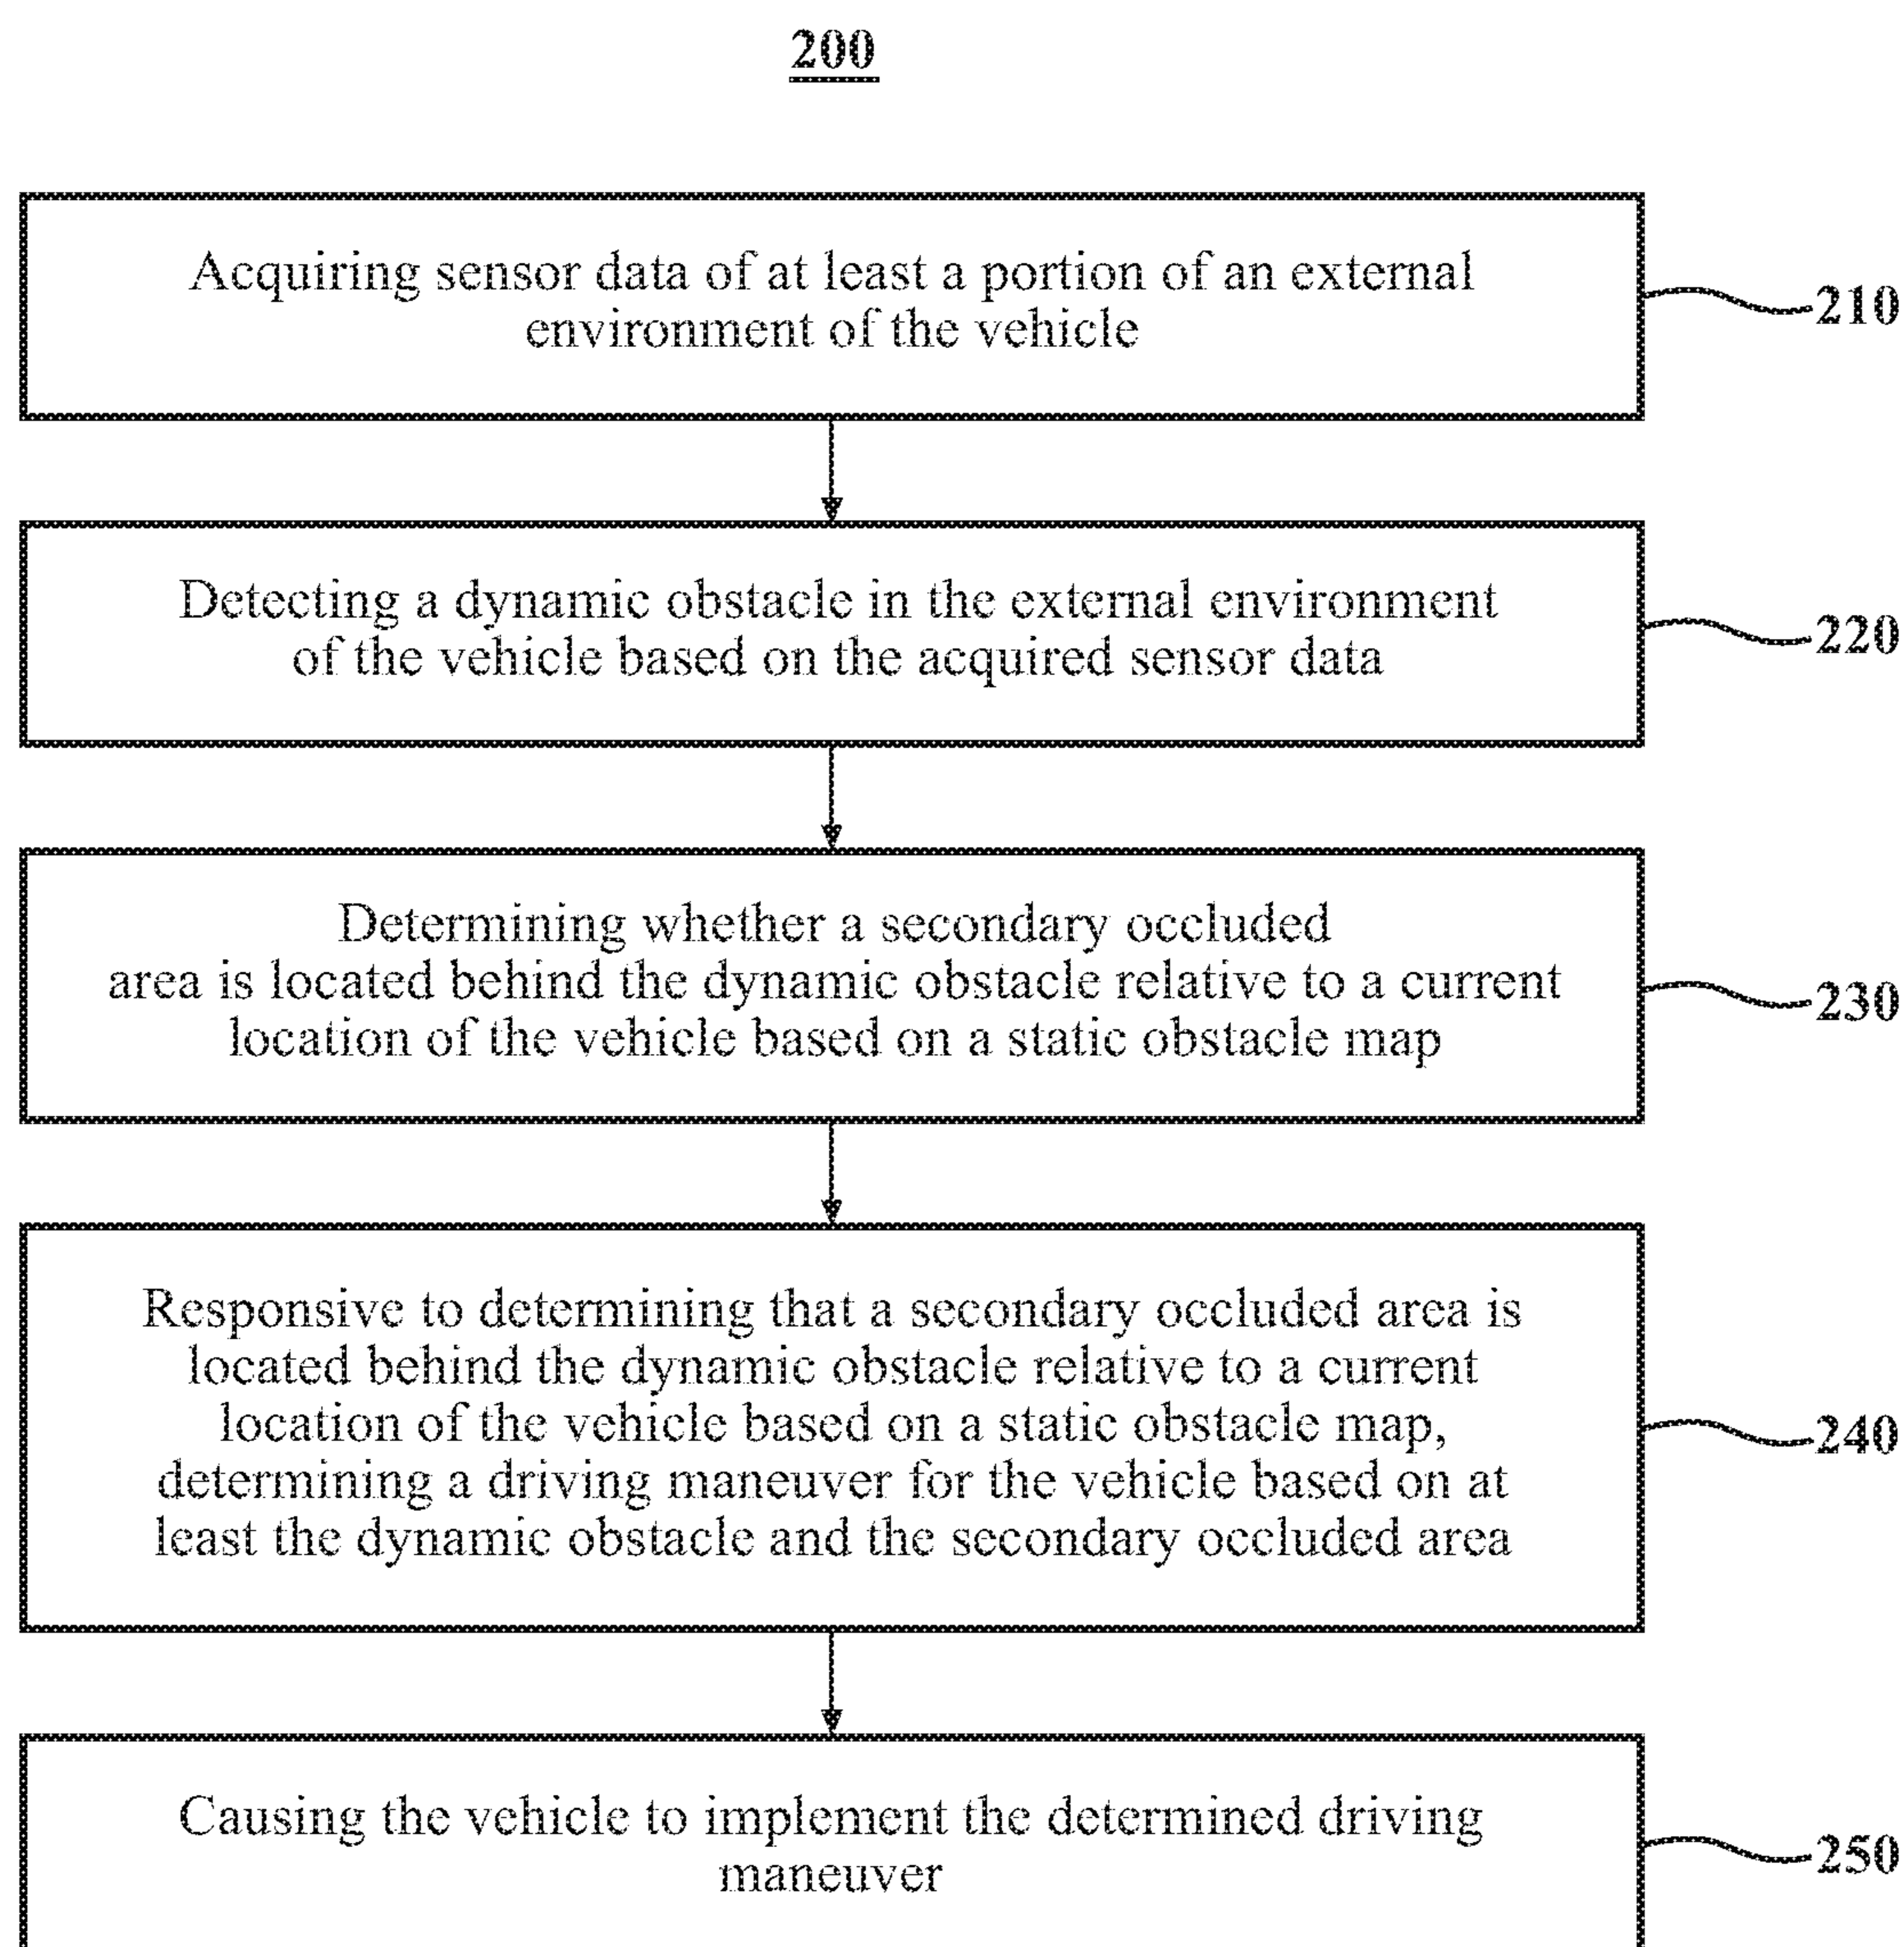 200
Acquiring sensor data of at least a portion of an external
environment of the vehicle
210
Detecting a dynamic obstacle in the external environment
of the vehicle based on the acquired sensor data
220
Determining whether a secondary occluded
area is located behind the dynamic obstacle relative to a current
location of the vehicle based on a static obstacle map
230
Responsive to determining that a secondary occluded area is
located behind the dynamic obstacle relative to a current
location of the vehicle based on a static obstacle map,
determining a driving maneuver for the vehicle based on at
least the dynamic obstacle and the secondary occluded area
240
Causing the vehicle to implement the determined driving
maneuver
250